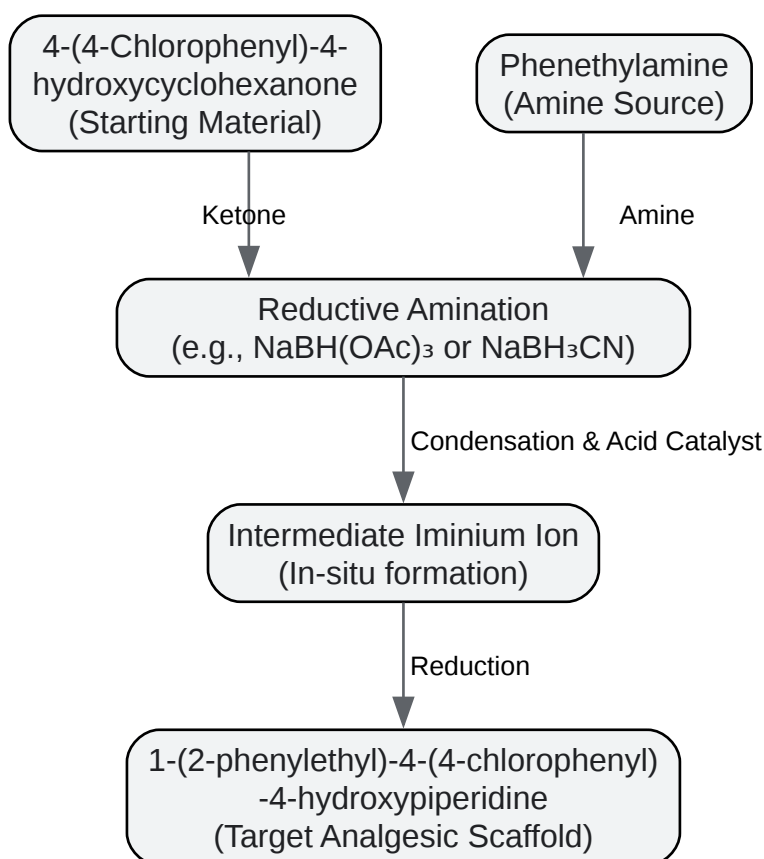 4-(4-Chlorophenyl)-4-
hydroxycyclohexanone
(Starting Material)
Phenethylamine
(Amine Source)
Ketone
Amine
Reductive Amination
(e.g., NaBH(OAc)₃ or NaBH₃CN)
Condensation & Acid Catalyst
Intermediate Iminium Ion
(In-situ formation)
Reduction
1-(2-phenylethyl)-4-(4-chlorophenyl)
-4-hydroxypiperidine
(Target Analgesic Scaffold)